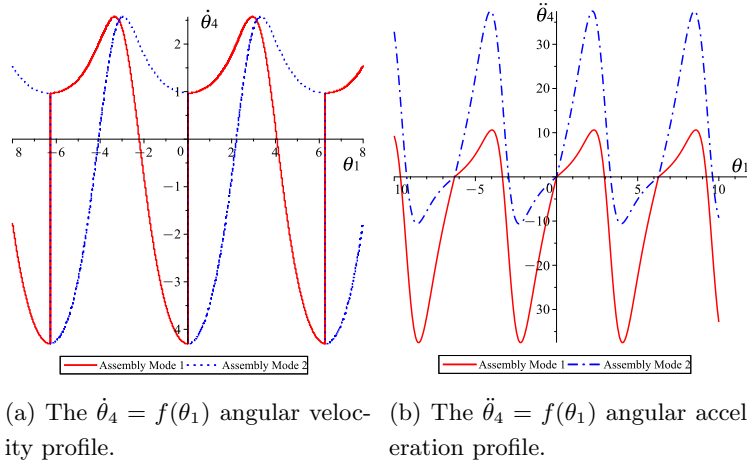 θ̇₄
2
1
8 −6 −4 −2 0 2 4 6 8
θ₁
−1
−2
−3
4
Assembly Mode 1 Assembly Mode 2
θ̈₄
30
20
10
10 −5 0 5 10
θ₁
−10
−20
30
Assembly Mode 1 Assembly Mode 2
(a) The θ̇₄ = f(θ₁) angular veloc-
ity profile.
(b) The θ̈₄ = f(θ₁) angular accel
eration profile.